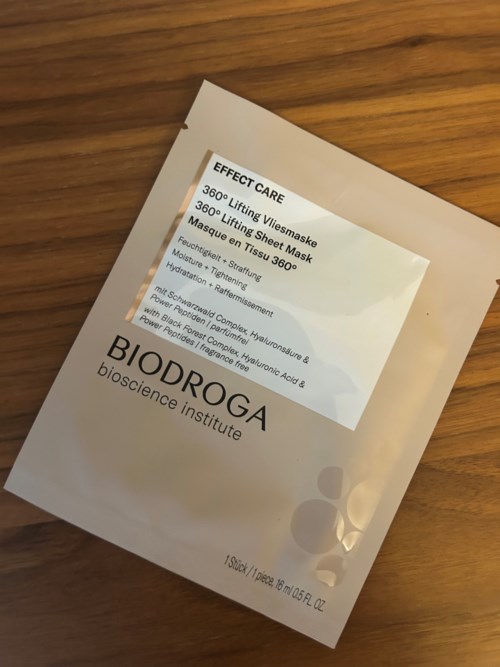 EFFECT CARE
360° Lifting Vliesmaske
360° Lifting Sheet Mask
Masque en Tissu 360°
Feuchtigkeit + Straffung
Moisture + Tightening
Hydratation + Raffermissement
mit Schwarzwald Complex, Hyaluronsäure &
Power Peptiden | parfümfrei
with Black Forest Complex, Hyaluronic Acid &
Power Peptides | fragrance free
BIODROGA
bioscience institute
1 Stück / 1 piece, 16 ml 0.5 FL. OZ.